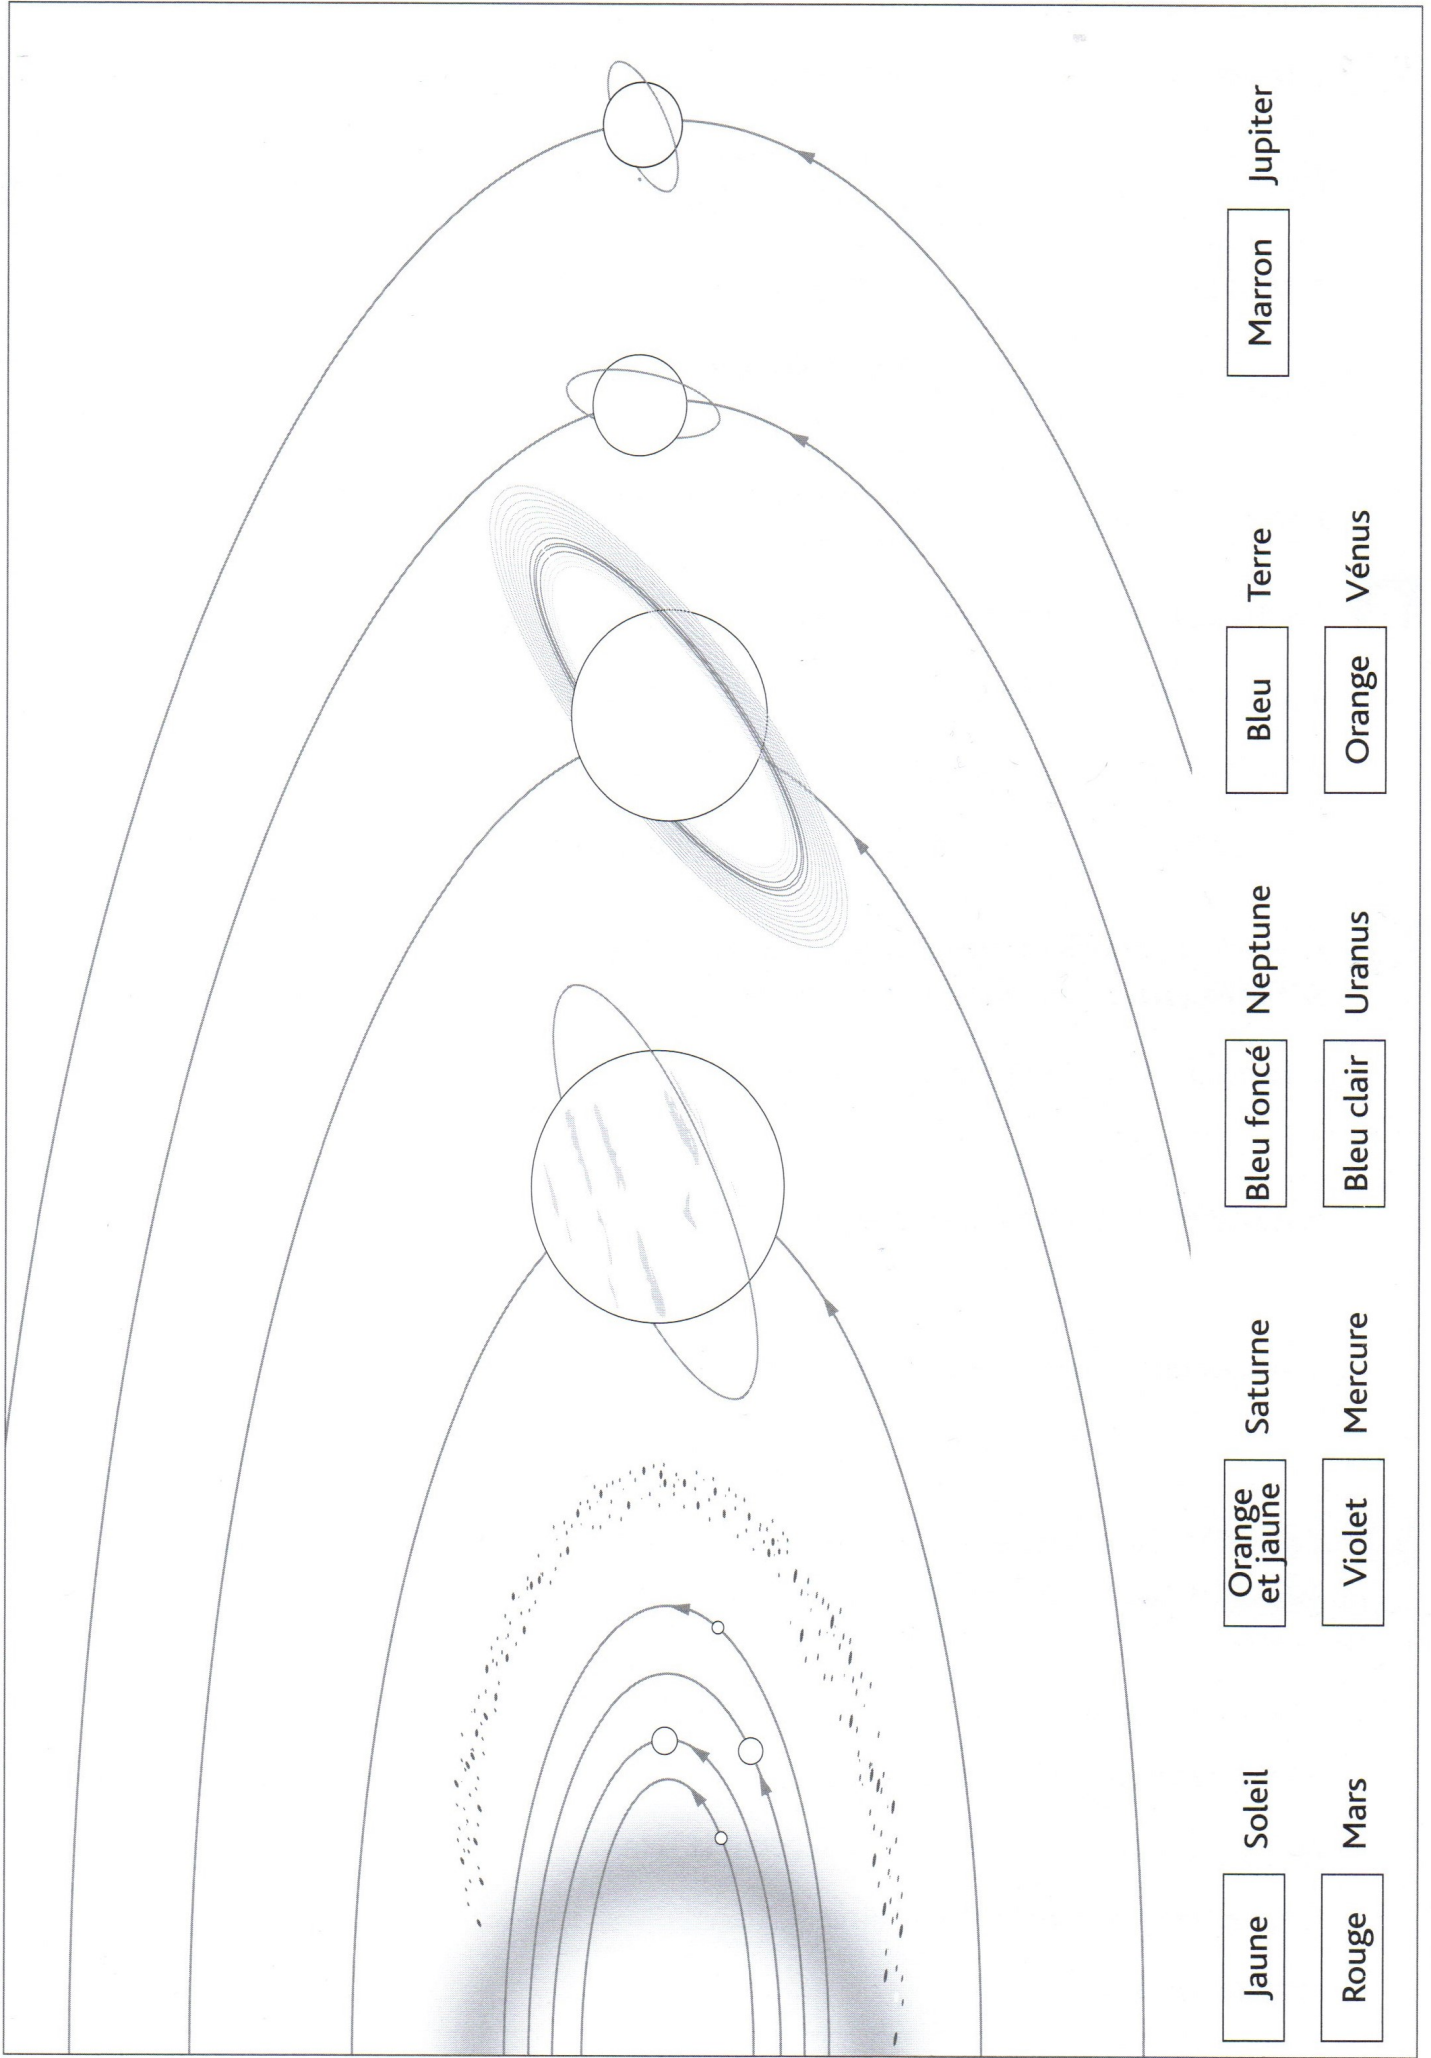 Jaune Soleil
Orange
et jaune
Saturne
Bleu foncé Neptune
Bleu Terre
Marron Jupiter
Rouge Mars
Violet Mercure
Bleu clair Uranus
Orange Vénus